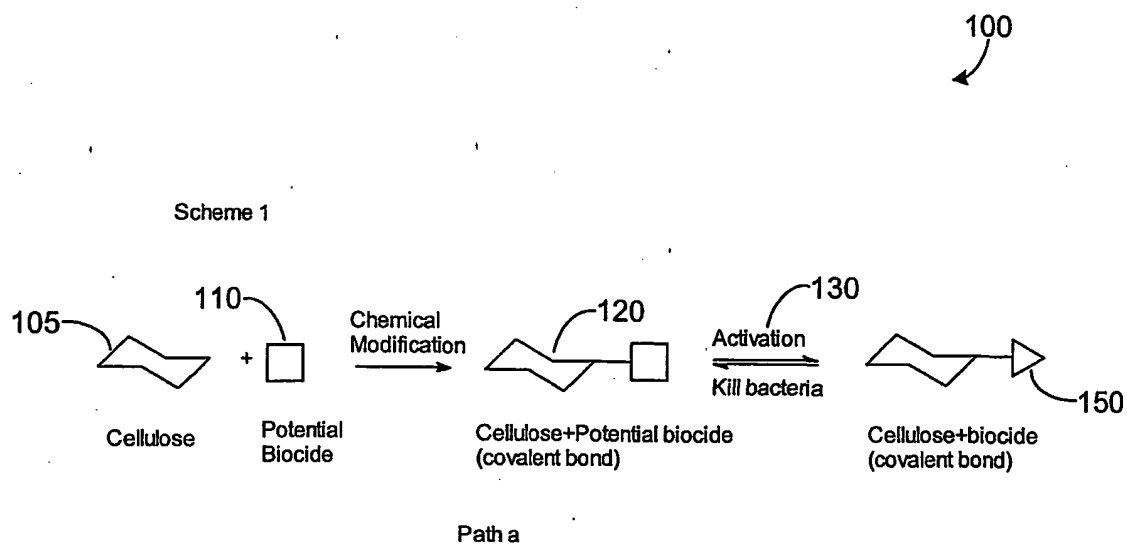 100
Scheme 1
105
110
+
Chemical
Modification
120
130
Activation
Kill bacteria
150
Cellulose
Potential
Biocide
Cellulose+Potential biocide
(covalent bond)
Cellulose+biocide
(covalent bond)
Path a